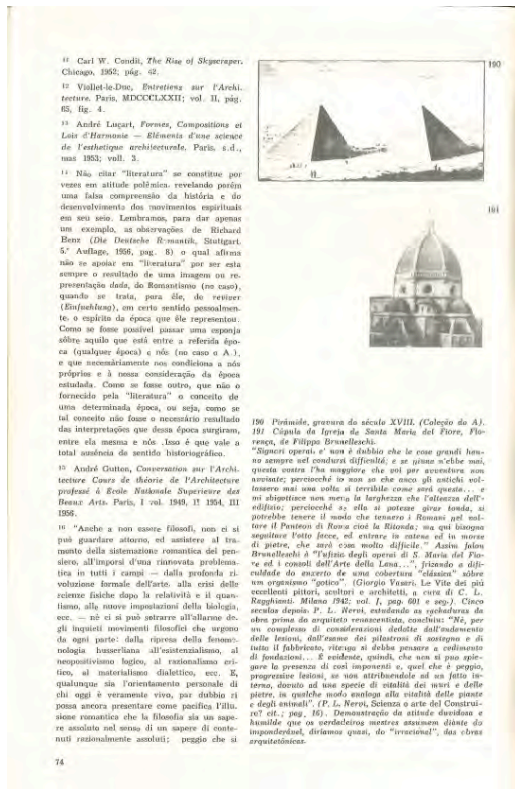 11 Carl W. Condit, The Rise of Skyscraper.
Chicago, 1952; pág. 62.
12 Viollet-le-Duc, Entretiens sur l'Archi-
tecture. Paris, MDCCCLXXII; vol. II, pág.
65, fig. 4.
13 André Luçart, Formes, Compositions et
Lois d'Harmonie — Eléments d'une science
de l'esthetique architecturale. Paris, s.d.,
mas 1953; voll. 3.
14 Não citar "literatura" se constitue por
vezes em atitude polêmica, revelando porém
uma falsa compreensão da história e do
desenvolvimento dos movimentos espirituais
em seu seio. Lembramos, para dar apenas
um exemplo, as observações de Richard
Benz (Die Deutsche Romantik, Stuttgart,
5.ª Auflage, 1956, pag. 8) o qual afirma
não se apoiar em "literatura" por ser esta
sempre o resultado de uma imagem ou re-
presentação dada, do Romantismo (no caso),
quando se trata, para êle, de reviver
(Einfuehlung), em certo sentido pessoalmen-
te, o espírito da época que êle representou.
Como se fosse possível passar uma esponja
sôbre aquilo que está entre a referida épo-
ca (qualquer época) e nós (no caso o A.),
e que necessàriamente nos condiciona a nós
próprios e à nossa consideração da época
estudada. Como se fosse outro, que não o
fornecido pela "literatura" o conceito de
uma determinada época, ou seja, como se
tal conceito não fosse o necessário resultado
das interpretações dessa época surgiram,
entre ela mesma e nós. Isso é que vale a
total ausência de sentido historiográfico.
15 André Gutton, Conversation sur l'Archi-
tecture Cours de théorie de l'Architecture
professé à Ecole Nationale Superieure des
Beaux Arts. Paris, I vol. 1949, IIº 1954, III
1956.
16 "Anche a non essere filosofi, non ci si
può guardare attorno, ed assistere al tra-
monto della sistemazione romantica del pen-
siero, all'imporsi d'una rinnovata problema-
tica in tutti i campi — dalla profonda ri-
voluzione formale dell'arte, alla crisi delle
scienze fisiche dopo la relatività e il quan-
tismo, alle nuove impostazioni della biologia,
ecc. — nè ci si può sotrarre all'allarme de-
gli inquieti movimenti filosofici che urgono
da ogni parte: dalla ripresa della fenome-
nologia husserliana all'esistenzialismo, al
neopositivismo logico, al razionalismo cri-
tico, al materialismo dialettico, ecc. E,
qualunque sia l'orientamento personale di
chi oggi è veramente vivo, par dubbio si
possa ancora presentare come pacifica l'illu-
sione romantica che la filosofia sia un sape-
re assoluto nel senso di un sapere di conte-
nuti razionalmente assoluti; peggio che si
190
191
190 Pirâmide, gravura do século XVIII. (Coleção do A).
191 Cúpula da Igreja de Santa Maria del Fiore, Flo-
rença, de Filippo Brunelleschi.
"Signori operai e' non è dubbio che le cose grandi han-
no sempre nel condursi difficultà; e se niuna n'ebbe mai,
questa vostra l'ha maggiore che voi per avventura non
avvisate; perciocchè io non so che anco gli antichi vol-
tassero mai una volta sì terribile come sarà questa... e
mi sbigottisce non meno la larghezza che l'altezza dell'-
edifizio; perciocchè se ella si potesse girar tonda, si
potrebbe tenere il modo che tennero i Romani nel vol-
tare il Panteon di Roma cioè la Ritonda; ma qui bisogna
seguitare l'otto facce, ed entrare in catene ed in morse
di pietre, che sarà cosa molto difficile." Assim falou
Brunelleschi à "l'ufizio degli operai di S. Maria del Fio-
re ed i consoli dell'Arte della Lana...", frizando a difi-
culdade do enxerto de uma cobertura "clássica" sôbre
um organismo "gotico". (Giorgio Vasari. Le Vite dei più
eccellenti pittori, scultori e architetti, a cura di C. L.
Ragghianti. Milano 1942; vol. I, pag. 601 e seg.). Cinco
seculos depois P. L. Nervi, estudando as rachaduras da
obra prima do arquiteto renascentista, concluiu: "Nè, per
un complesso di considerazioni dedotte dall'andamento
delle lesioni, dall'esame dei pilastroni di sostegno e di
tutto il fabbricato, ritengo si debba pensare a cedimento
di fondazioni... È evidente, quindi, che non si può spie-
gare la presenza di così imponenti e, quel che è peggio,
progressive lesioni, se non attribuendole ad un fatto in-
terno, dovuto ad una specie di vitalità dei muri e delle
pietre, in qualche modo analoga alla vitalità delle piante
e degli animali". (P. L. Nervi, Scienza o arte del Construi-
re? cit.; pag. 16). Demonstração da atitude duvidosa e
humilde que os verdadeiros mestres assumem diante do
imponderável, diríamos quasi, do "irracional", das obras
arquitetônicas.
74